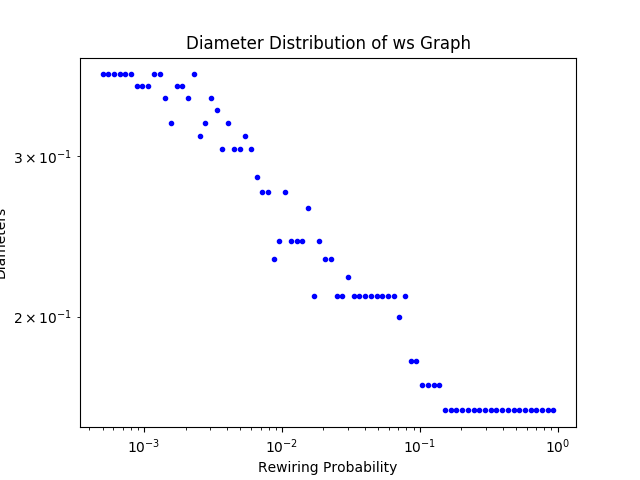 Diameter Distribution of ws Graph
3 × 10⁻¹
2 × 10⁻¹
Diameters
10⁻³
10⁻²
10⁻¹
10⁰
Rewiring Probability